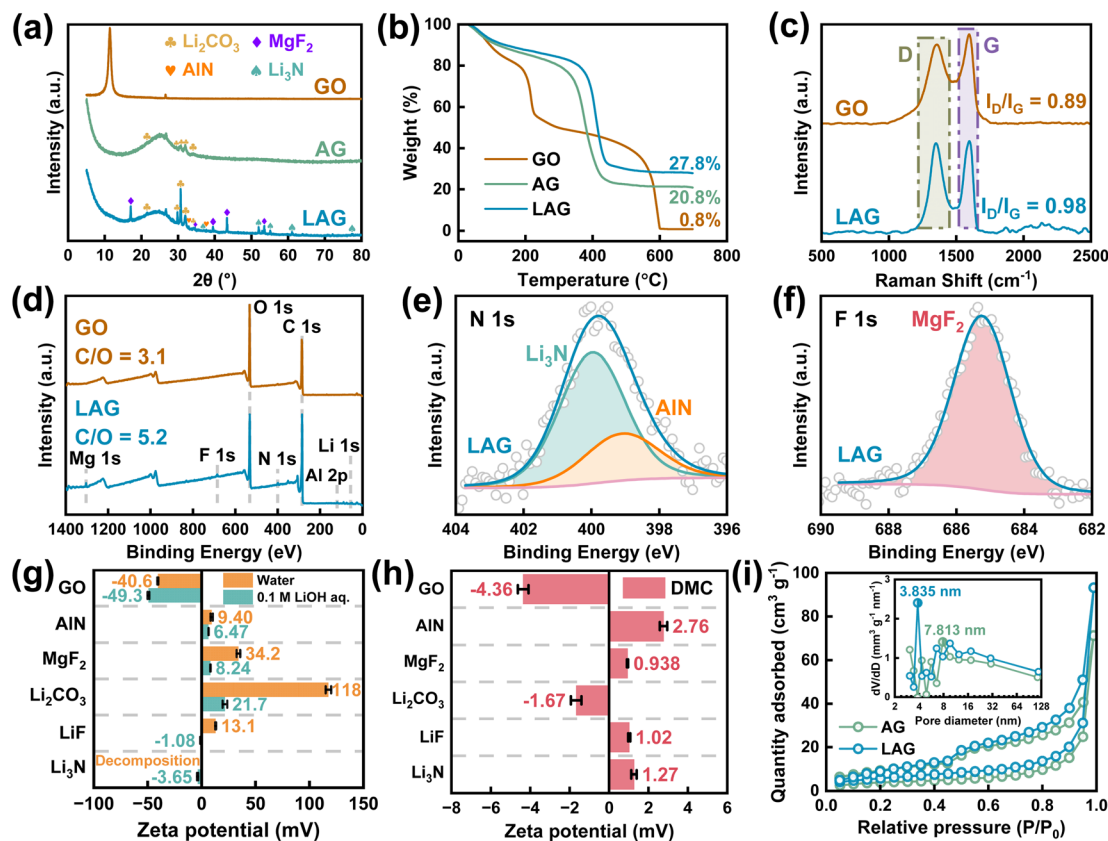 (a)
♣ Li₂CO₃ ♦ MgF₂
♥ AlN ♠ Li₃N
GO
AG
LAG
Intensity (a.u.)
0 10 20 30 40 50 60 70 80
2θ (°)
(b)
100
80
60
40
20
0
Weight (%)
GO
AG
LAG
27.8%
20.8%
0.8%
0 200 400 600 800
Temperature (°C)
(c)
D G
GO
I_D/I_G = 0.89
LAG
I_D/I_G = 0.98
Intensity (a.u.)
500 1000 1500 2000 2500
Raman Shift (cm⁻¹)
(d)
O 1s
C 1s
GO
C/O = 3.1
LAG
C/O = 5.2
Mg 1s
F 1s
N 1s
Li 1s
Al 2p
Intensity (a.u.)
1400 1200 1000 800 600 400 200 0
Binding Energy (eV)
(e)
N 1s
Li₃N
AlN
LAG
Intensity (a.u.)
404 402 400 398 396
Binding Energy (eV)
(f)
F 1s
MgF₂
LAG
Intensity (a.u.)
690 688 686 684 682
Binding Energy (eV)
(g)
Water
0.1 M LiOH aq.
GO
-40.6
-49.3
AlN
9.40
6.47
MgF₂
34.2
8.24
Li₂CO₃
118
21.7
LiF
13.1
-1.08
Li₃N
Decomposition
-3.65
-100 -50 0 50 100 150
Zeta potential (mV)
(h)
DMC
GO
-4.36
AlN
2.76
MgF₂
0.938
Li₂CO₃
-1.67
LiF
1.02
Li₃N
1.27
-8 -6 -4 -2 0 2 4 6
Zeta potential (mV)
(i)
Quantity adsorbed (cm³ g⁻¹)
100
80
60
40
20
0
3.835 nm
7.813 nm
dV/dD (mm³ g⁻¹ nm⁻¹)
3
2
1
0
2 4 8 16 32 64 128
Pore diameter (nm)
AG
LAG
0.0 0.2 0.4 0.6 0.8 1.0
Relative pressure (P/P₀)